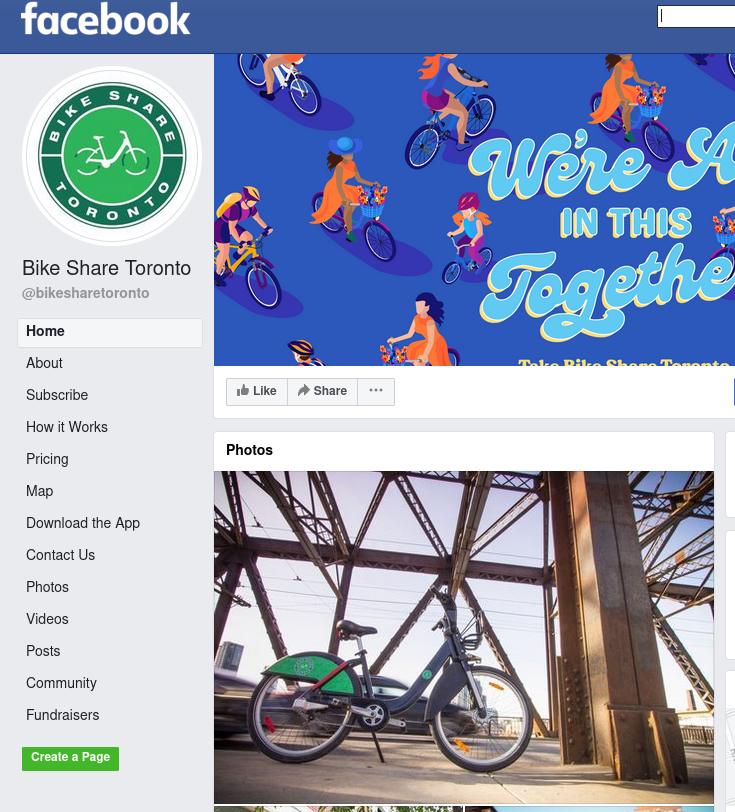 facebook
BIKE SHARE
TORONTO
Bike Share Toronto
@bikesharetoronto
Home
About
Subscribe
How it Works
Pricing
Map
Download the App
Contact Us
Photos
Videos
Posts
Community
Fundraisers
Create a Page
We're A
IN THIS
Togethe
Take Bike Share Toronto
Like
Share
Photos